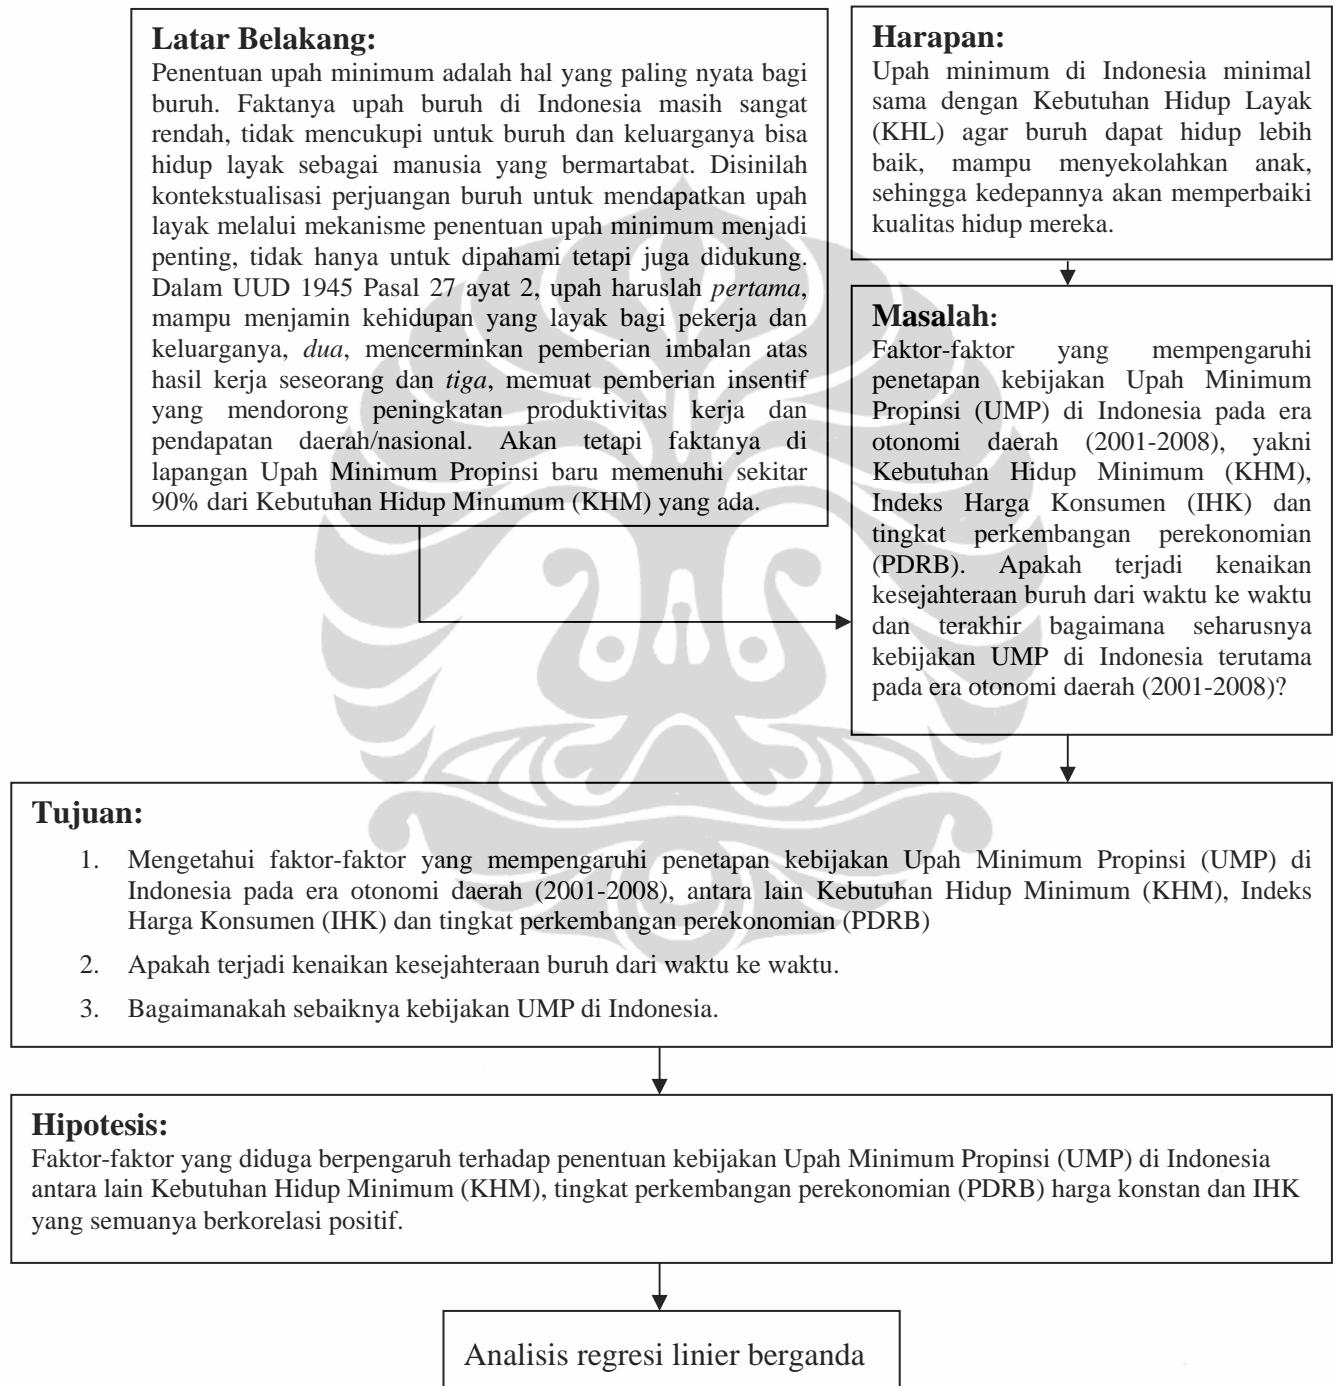 Latar Belakang:
Penentuan upah minimum adalah hal yang paling nyata bagi
buruh. Faktanya upah buruh di Indonesia masih sangat
rendah, tidak mencukupi untuk buruh dan keluarganya bisa
hidup layak sebagai manusia yang bermartabat. Disinilah
kontekstualisasi perjuangan buruh untuk mendapatkan upah
layak melalui mekanisme penentuan upah minimum menjadi
penting, tidak hanya untuk dipahami tetapi juga didukung.
Dalam UUD 1945 Pasal 27 ayat 2, upah haruslah pertama,
mampu menjamin kehidupan yang layak bagi pekerja dan
keluarganya, dua, mencerminkan pemberian imbalan atas
hasil kerja seseorang dan tiga, memuat pemberian insentif
yang mendorong peningkatan produktivitas kerja dan
pendapatan daerah/nasional. Akan tetapi faktanya di
lapangan Upah Minimum Propinsi baru memenuhi sekitar
90% dari Kebutuhan Hidup Minumum (KHM) yang ada.
Harapan:
Upah minimum di Indonesia minimal
sama dengan Kebutuhan Hidup Layak
(KHL) agar buruh dapat hidup lebih
baik, mampu menyekolahkan anak,
sehingga kedepannya akan memperbaiki
kualitas hidup mereka.
Masalah:
Faktor-faktor yang mempengaruhi
penetapan kebijakan Upah Minimum
Propinsi (UMP) di Indonesia pada era
otonomi daerah (2001-2008), yakni
Kebutuhan Hidup Minimum (KHM),
Indeks Harga Konsumen (IHK) dan
tingkat perkembangan perekonomian
(PDRB). Apakah terjadi kenaikan
kesejahteraan buruh dari waktu ke waktu
dan terakhir bagaimana seharusnya
kebijakan UMP di Indonesia terutama
pada era otonomi daerah (2001-2008)?
Tujuan:
1. Mengetahui faktor-faktor yang mempengaruhi penetapan kebijakan Upah Minimum Propinsi (UMP) di
Indonesia pada era otonomi daerah (2001-2008), antara lain Kebutuhan Hidup Minimum (KHM), Indeks
Harga Konsumen (IHK) dan tingkat perkembangan perekonomian (PDRB)
2. Apakah terjadi kenaikan kesejahteraan buruh dari waktu ke waktu.
3. Bagaimanakah sebaiknya kebijakan UMP di Indonesia.
Hipotesis:
Faktor-faktor yang diduga berpengaruh terhadap penentuan kebijakan Upah Minimum Propinsi (UMP) di Indonesia
antara lain Kebutuhan Hidup Minimum (KHM), tingkat perkembangan perekonomian (PDRB) harga konstan dan IHK
yang semuanya berkorelasi positif.
Analisis regresi linier berganda